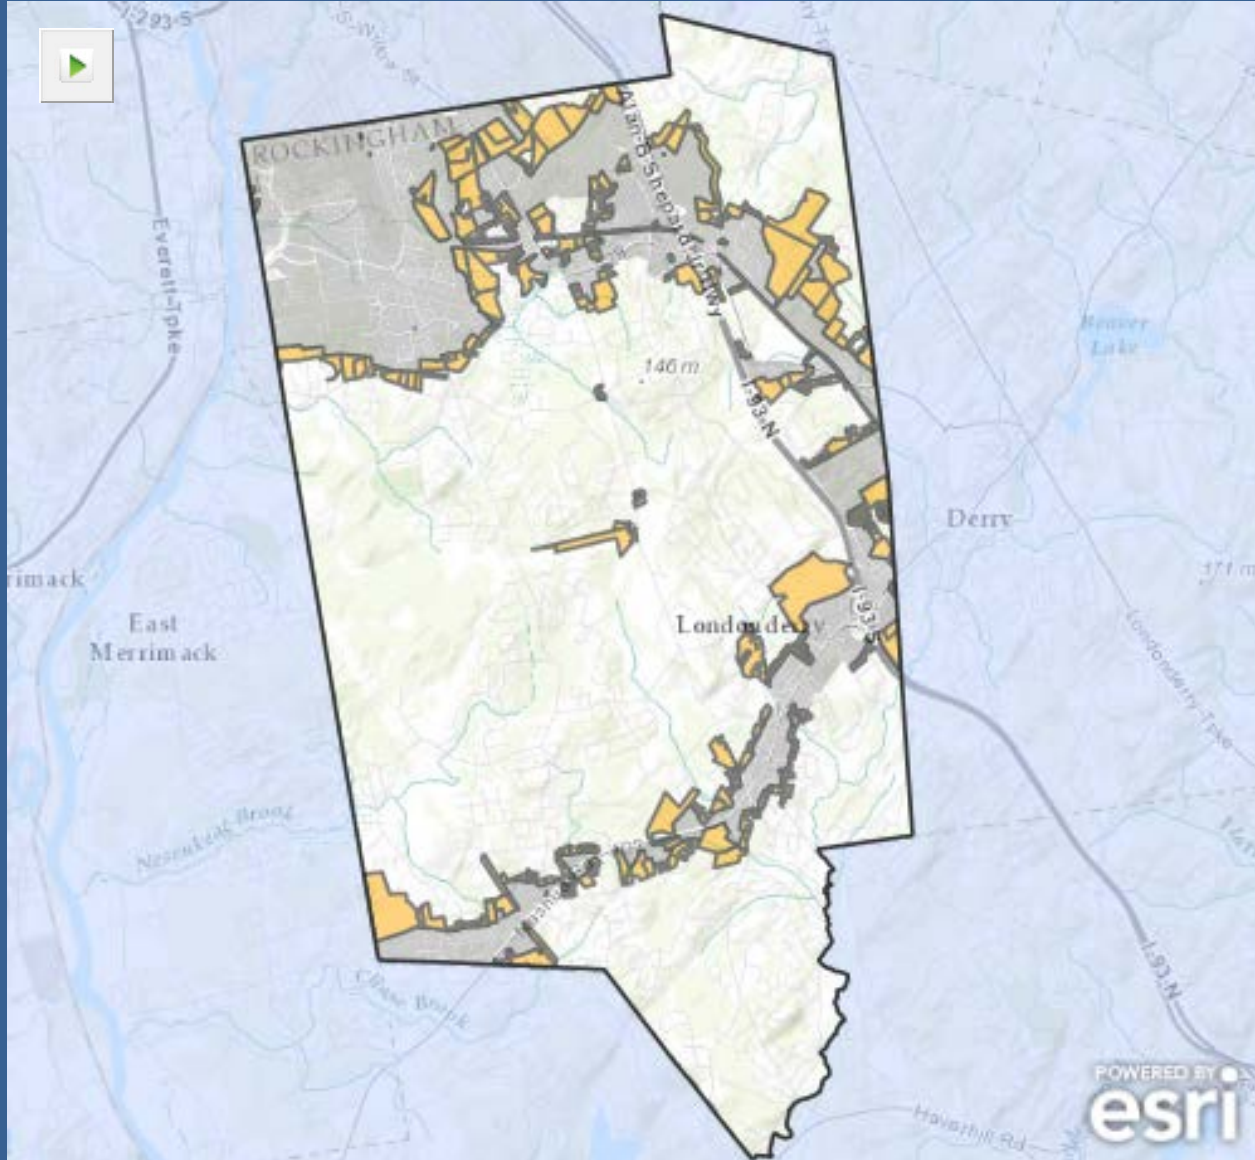 I-293-S
ROCKINGHAM
Everett-Tpke
Alan-B Shepard-Hwy
Beaver
Lake
146 m
I-93-N
Derry
rimack
East
Merrimack
Londonderry
I-93-S
371 m
Londonderry-Tpke
Nesenkeag Brook
Chase Brook
I-93 N
Haverhill Rd
POWERED BY
esri